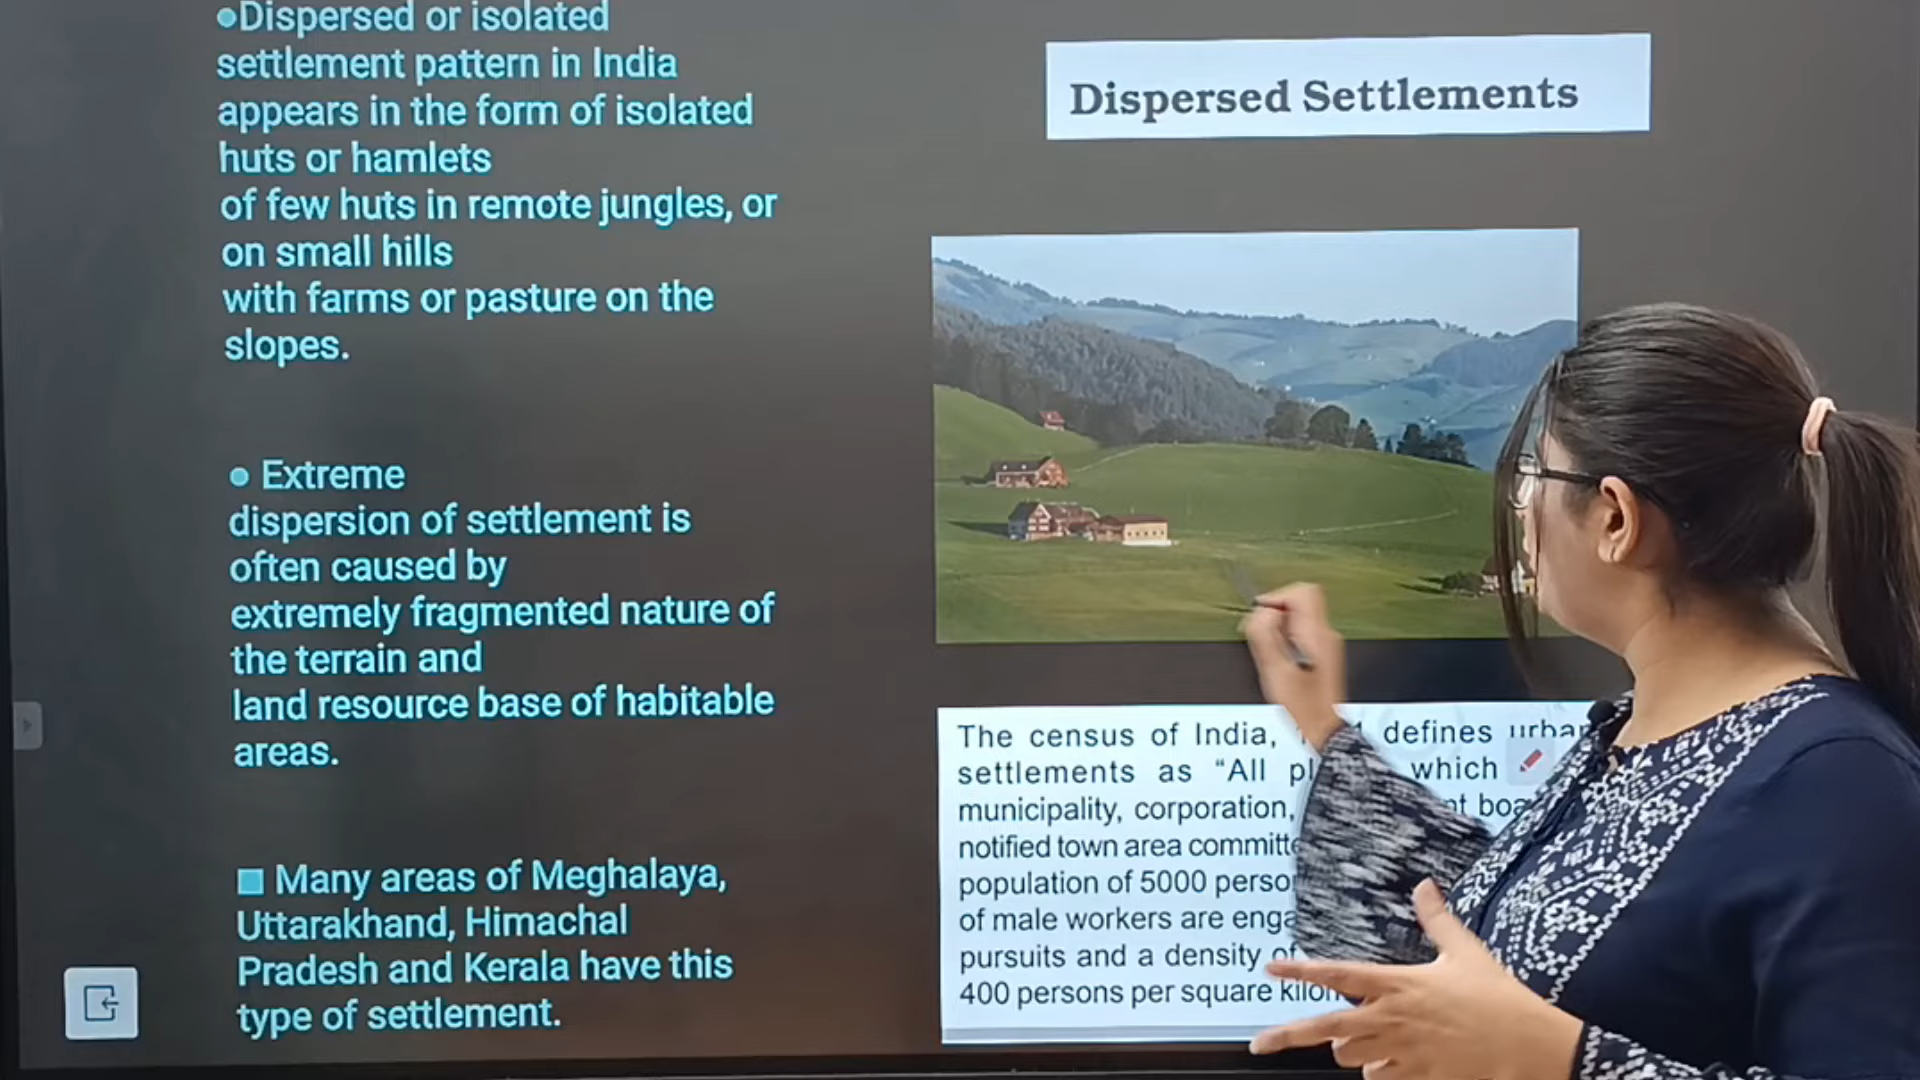 ●Dispersed or isolated
settlement pattern in India
appears in the form of isolated
huts or hamlets
of few huts in remote jungles, or
on small hills
with farms or pasture on the
slopes.
● Extreme
dispersion of settlement is
often caused by
extremely fragmented nature of
the terrain and
land resource base of habitable
areas.
■ Many areas of Meghalaya,
Uttarakhand, Himachal
Pradesh and Kerala have this
type of settlement.
Dispersed Settlements
The census of India, defines urban
settlements as “All which
municipality, corporation,
notified town area
population of 5000
of male workers are
pursuits and a density of
400 persons per square